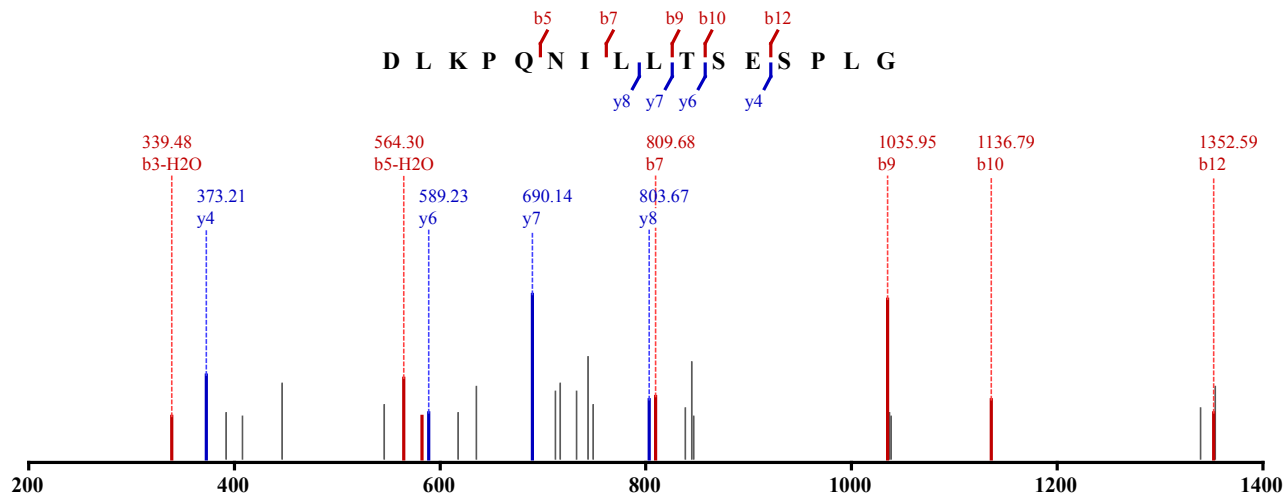 b5 b7 b9 b10 b12
D L K P Q N I L L T S E S P L G
y8 y7 y6 y4
339.48 564.30 809.68 1035.95 1136.79 1352.59
b3-H2O b5-H2O b7 b9 b10 b12
373.21 589.23 690.14 803.67
y4 y6 y7 y8
200 400 600 800 1000 1200 1400